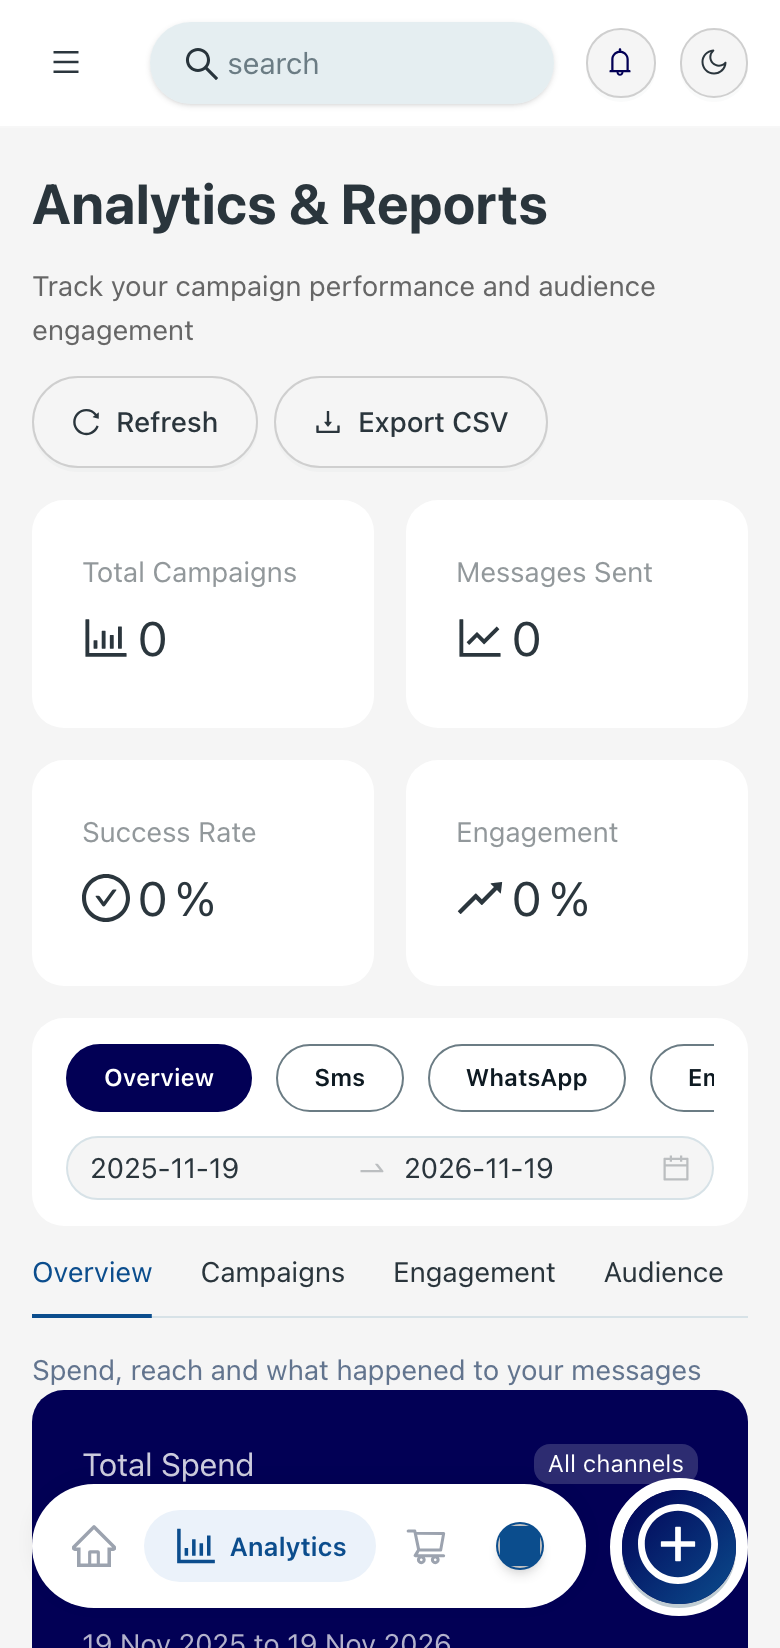 search
Analytics & Reports
Track your campaign performance and audience
engagement
Refresh
Export CSV
Total Campaigns
0
Messages Sent
0
Success Rate
0 %
Engagement
0 %
Overview
Sms
WhatsApp
En
2025-11-19
2026-11-19
Overview
Campaigns
Engagement
Audience
Spend, reach and what happened to your messages
Total Spend
All channels
Analytics
19 Nov 2025 to 19 Nov 2026